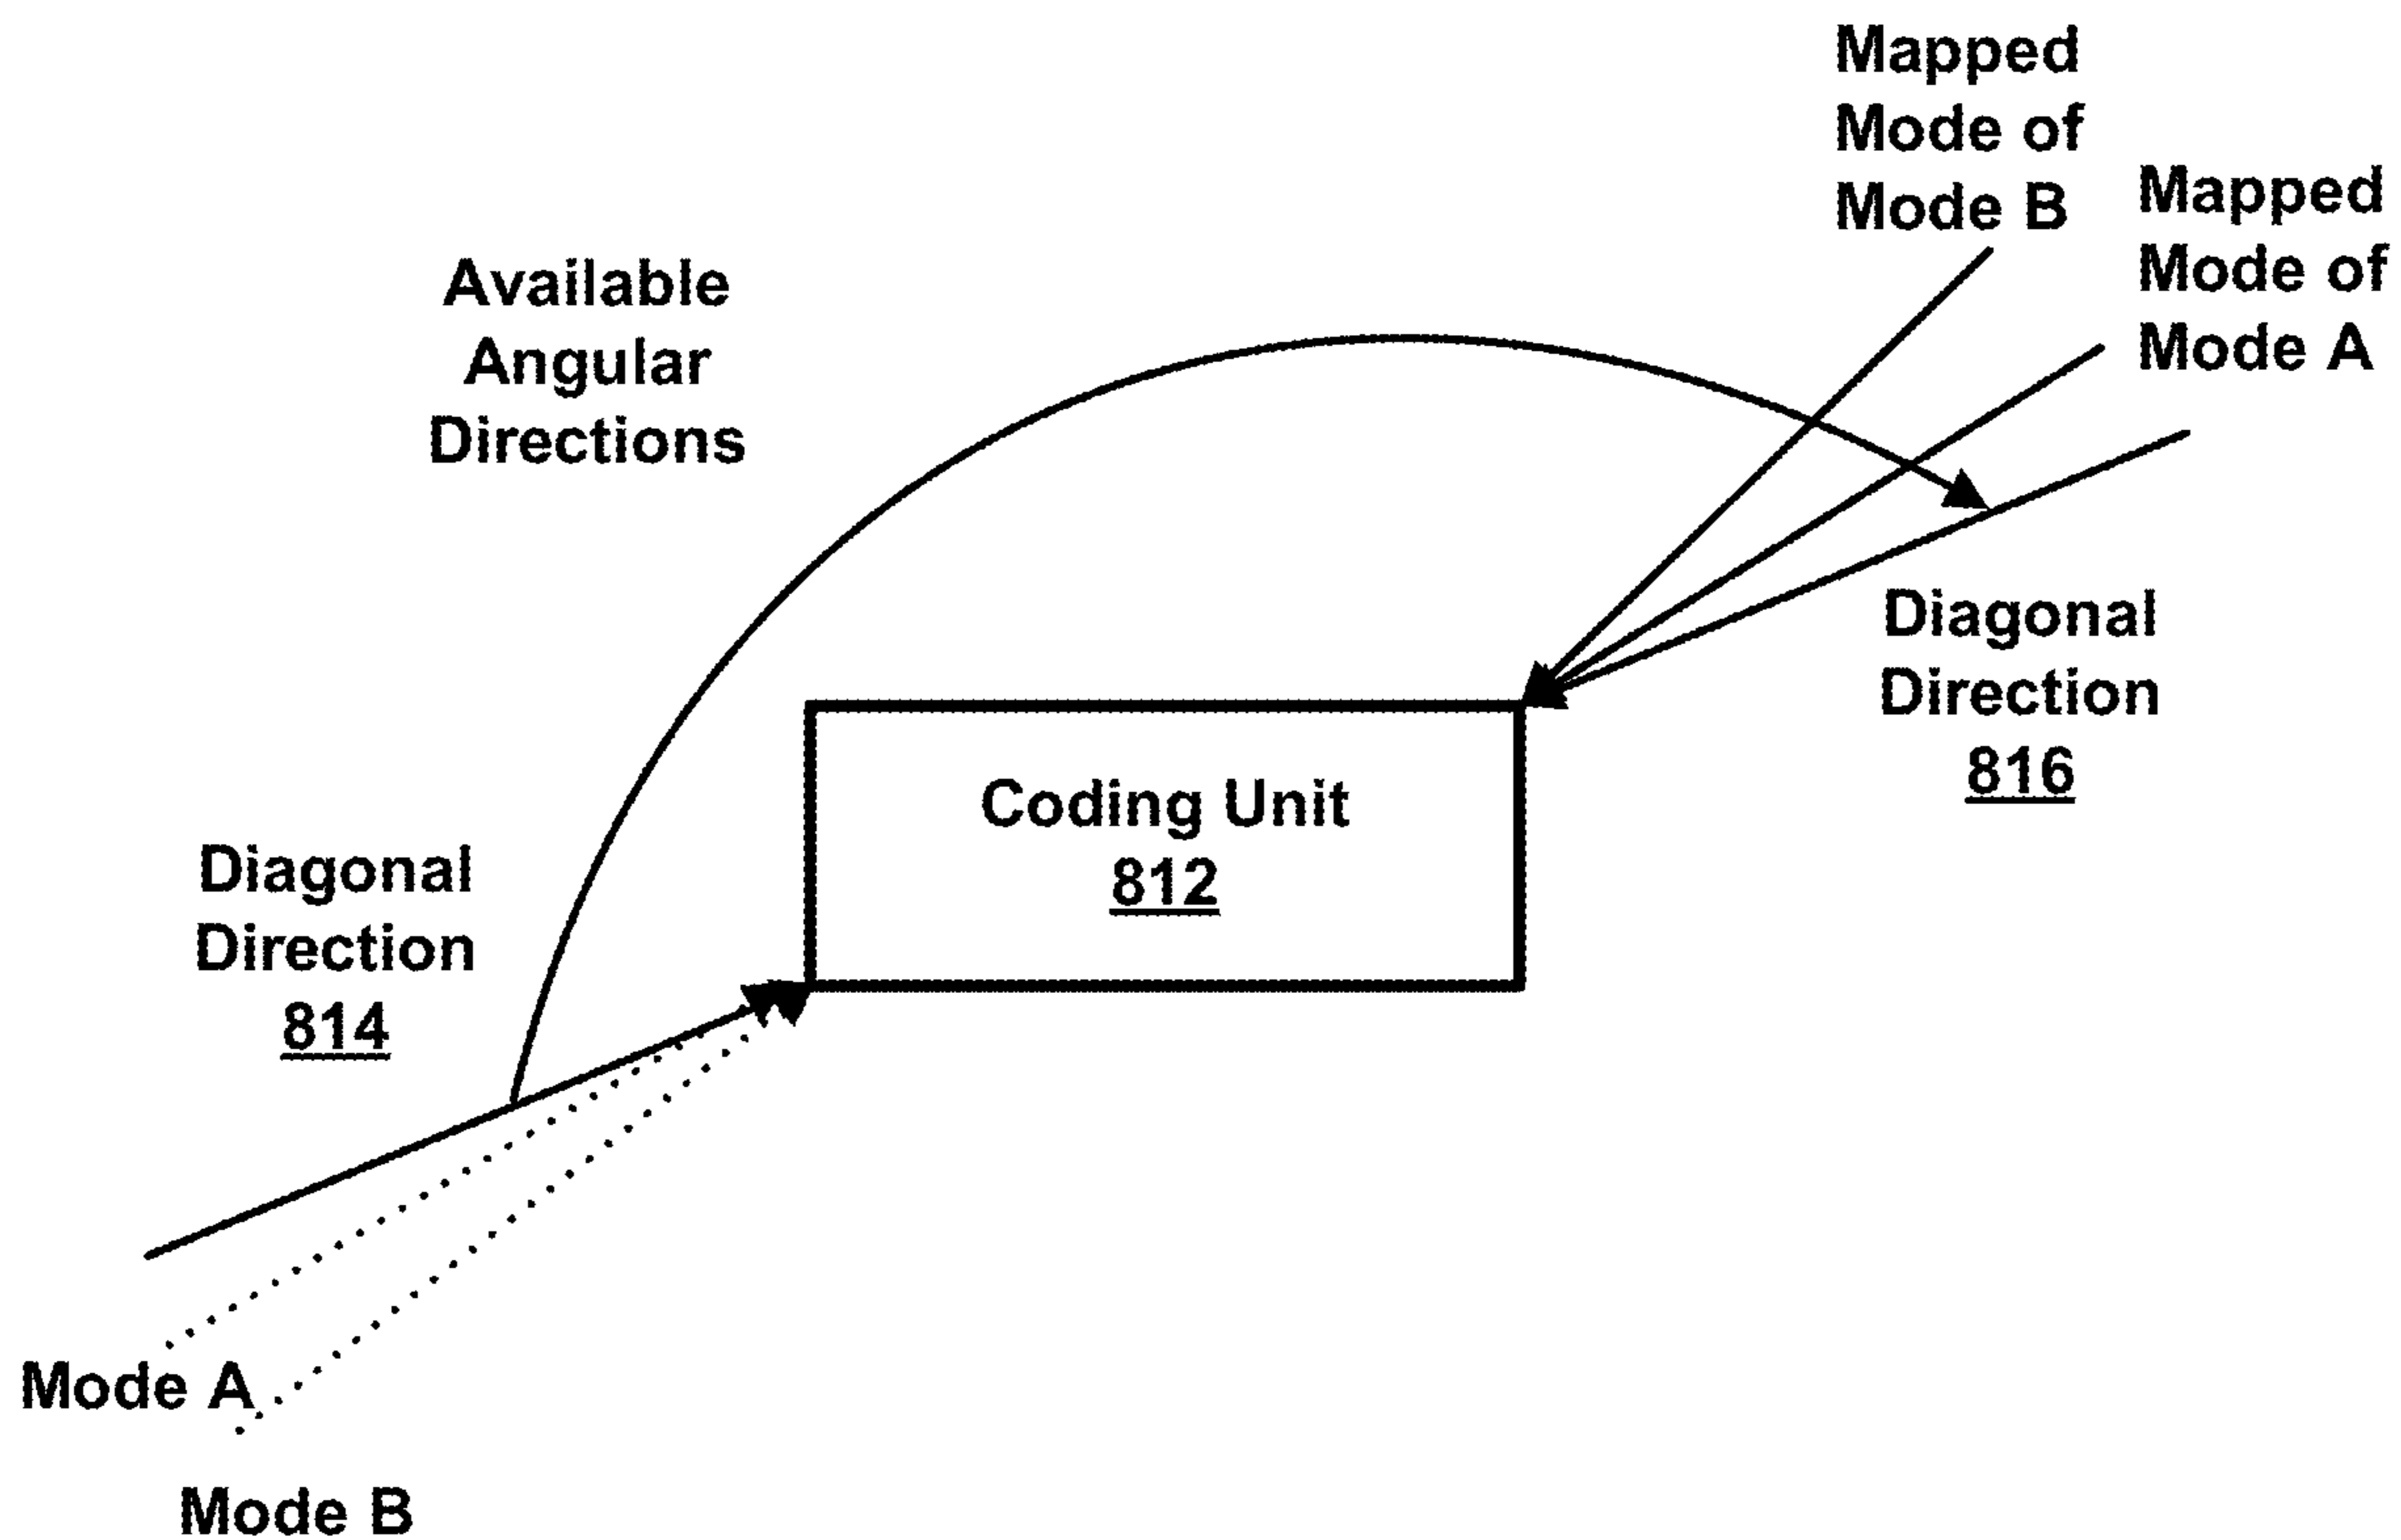 Mapped
Mode of
Mode B
Mapped
Mode of
Mode A
Available
Angular
Directions
Diagonal
Direction
816
Coding Unit
812
Diagonal
Direction
814
Mode A
Mode B